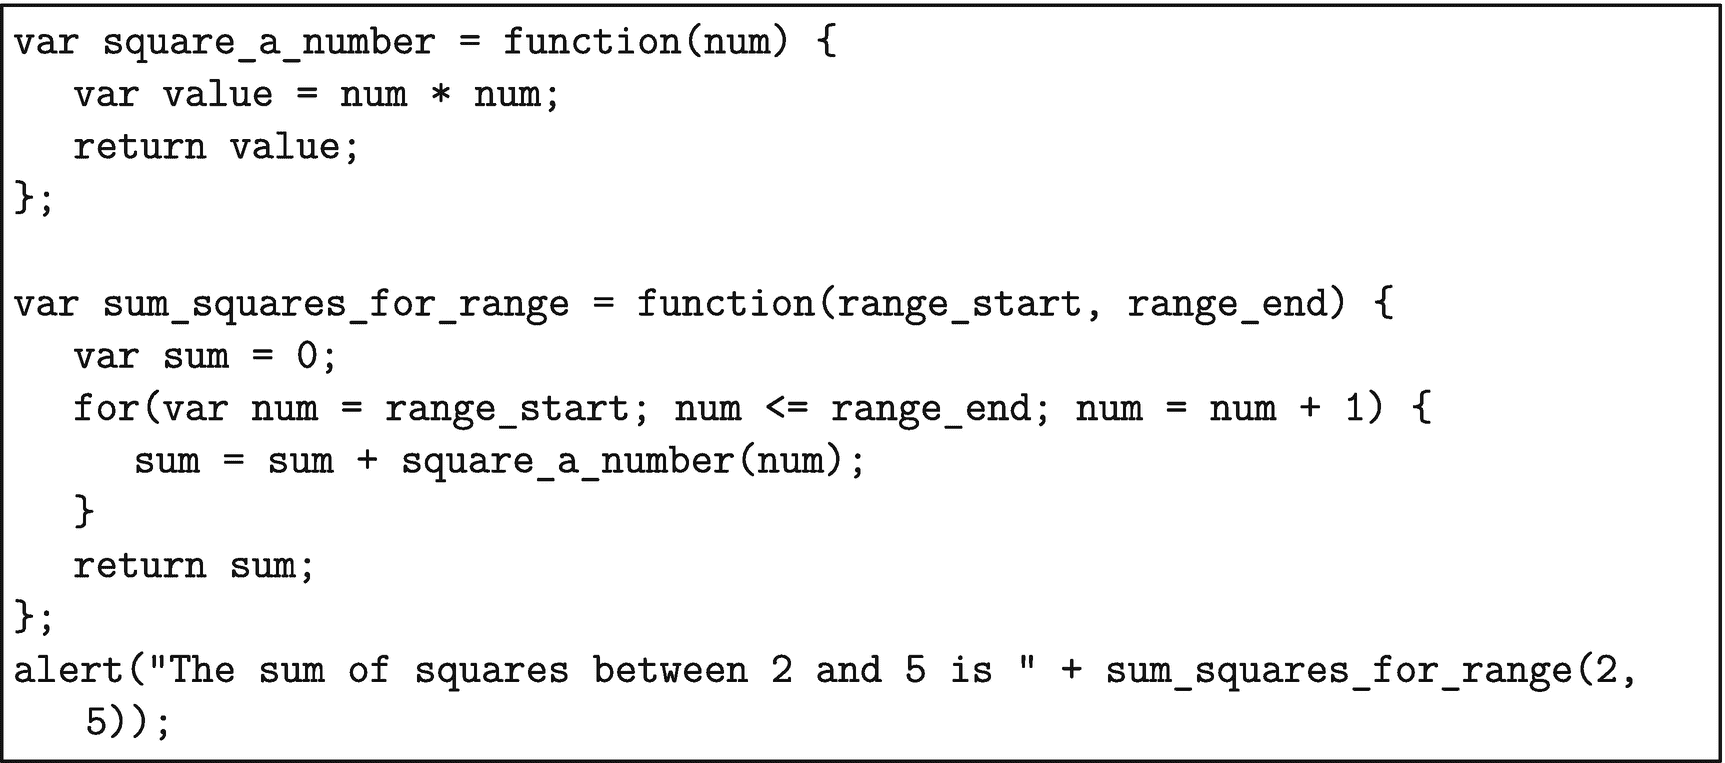 var square_a_number = function(num) {
   var value = num * num;
   return value;
};

var sum_squares_for_range = function(range_start, range_end) {
   var sum = 0;
   for(var num = range_start; num <= range_end; num = num + 1) {
      sum = sum + square_a_number(num);
   }
   return sum;
};
alert("The sum of squares between 2 and 5 is " + sum_squares_for_range(2,
   5));